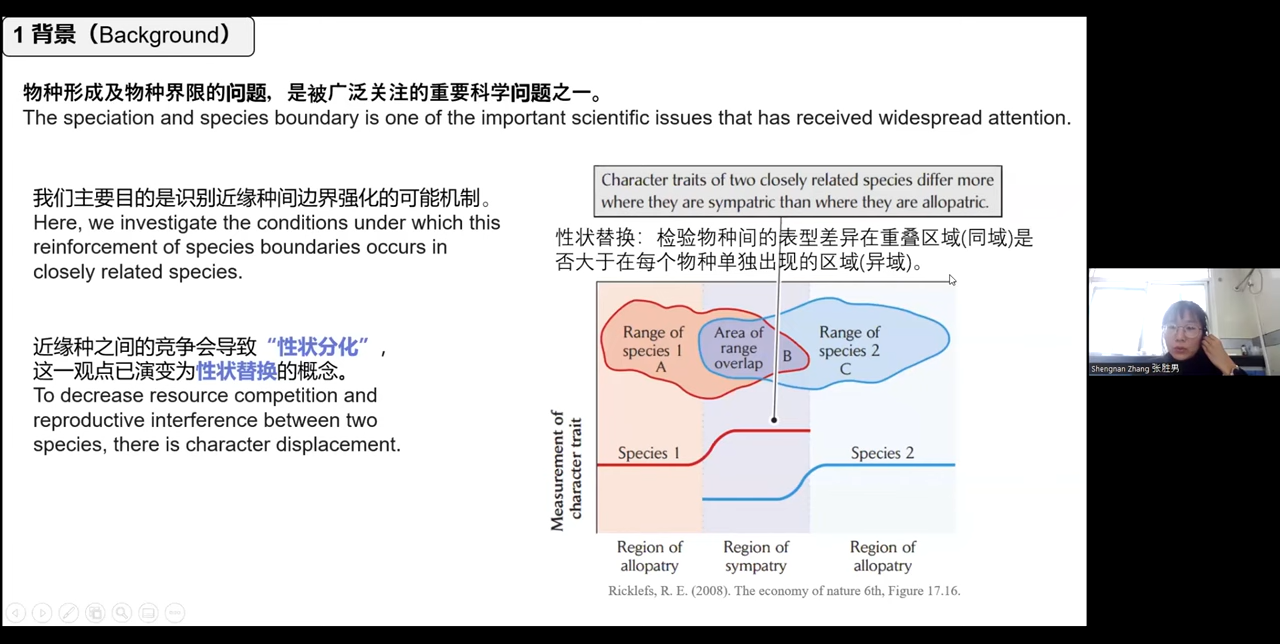 1 背景（Background）
物种形成及物种界限的问题，是被广泛关注的重要科学问题之一。
The speciation and species boundary is one of the important scientific issues that has received widespread attention.
我们主要目的是识别近缘种间边界强化的可能机制。
Here, we investigate the conditions under which this
reinforcement of species boundaries occurs in
closely related species.
近缘种之间的竞争会导致“性状分化”，
这一观点已演变为性状替换的概念。
To decrease resource competition and
reproductive interference between two
species, there is character displacement.
Character traits of two closely related species differ more
where they are sympatric than where they are allopatric.
性状替换：检验物种间的表型差异在重叠区域(同域)是
否大于在每个物种单独出现的区域(异域)。
Range of
species 1
A
Area of
range
overlap
B
Range of
species 2
C
Measurement of
character trait
Species 1
Species 2
Region of
allopatry
Region of
sympatry
Region of
allopatry
Ricklefs, R. E. (2008). The economy of nature 6th, Figure 17.16.
Shengnan Zhang 张胜男